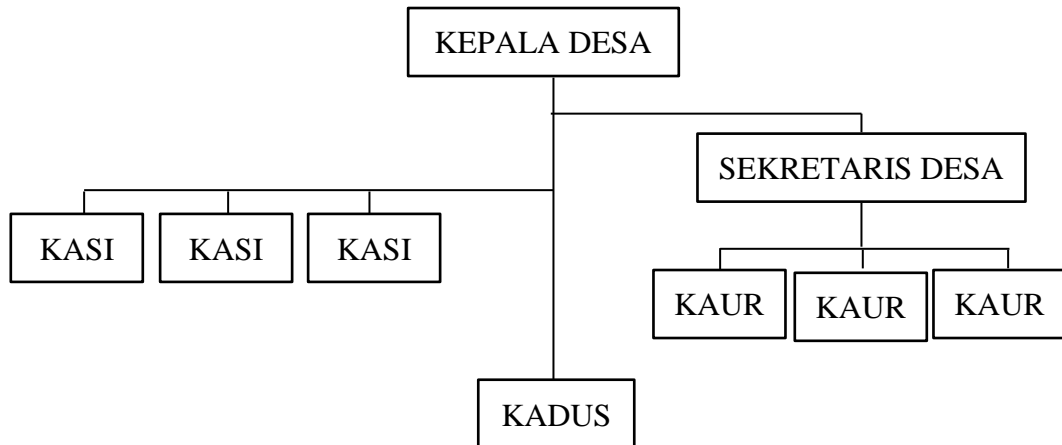 KEPALA DESA
SEKRETARIS DESA
KASI
KASI
KASI
KAUR
KAUR
KAUR
KADUS